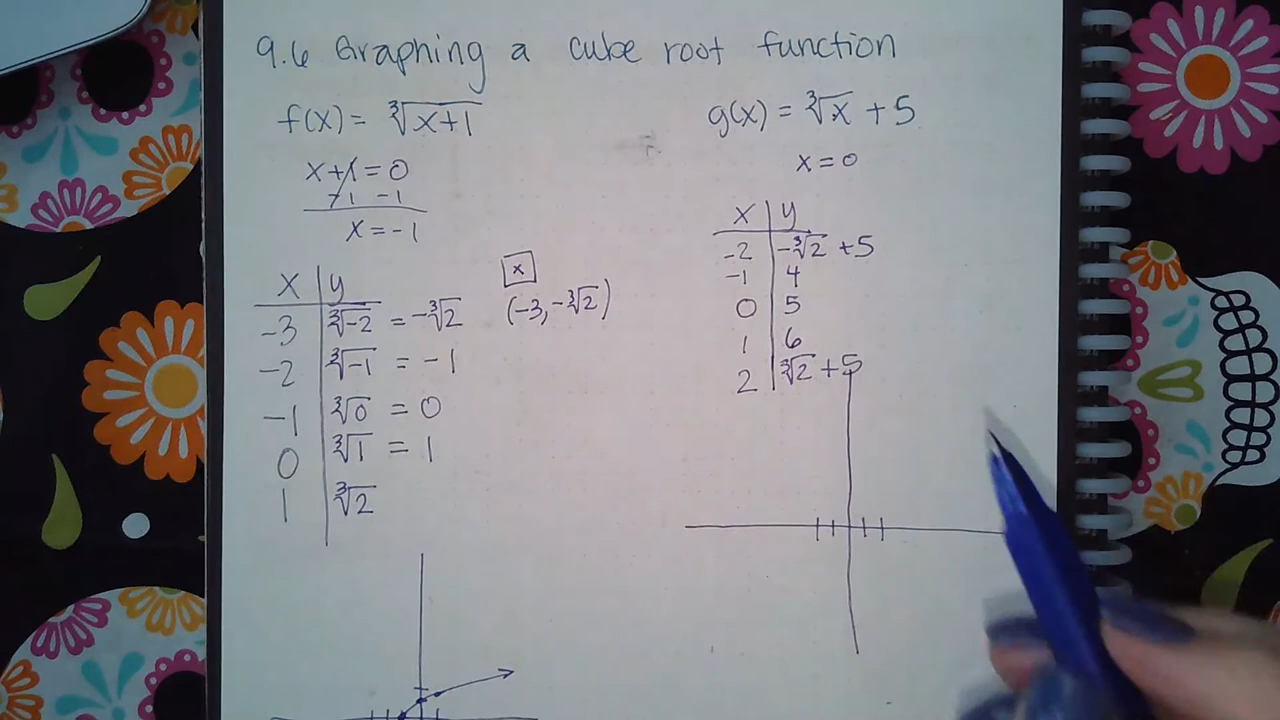 9.6 Graphing a cube root function
f(x) = ∛(x+1)
x+1 = 0
-1 -1
x = -1
x | y
-3 | ∛-2 = -∛2
-2 | ∛-1 = -1
-1 | ∛0 = 0
0 | ∛1 = 1
1 | ∛2
x
(-3, -∛2)
g(x) = ∛x + 5
x = 0
x | y
-2 | -∛2 + 5
-1 | 4
0 | 5
1 | 6
2 | ∛2 + 5